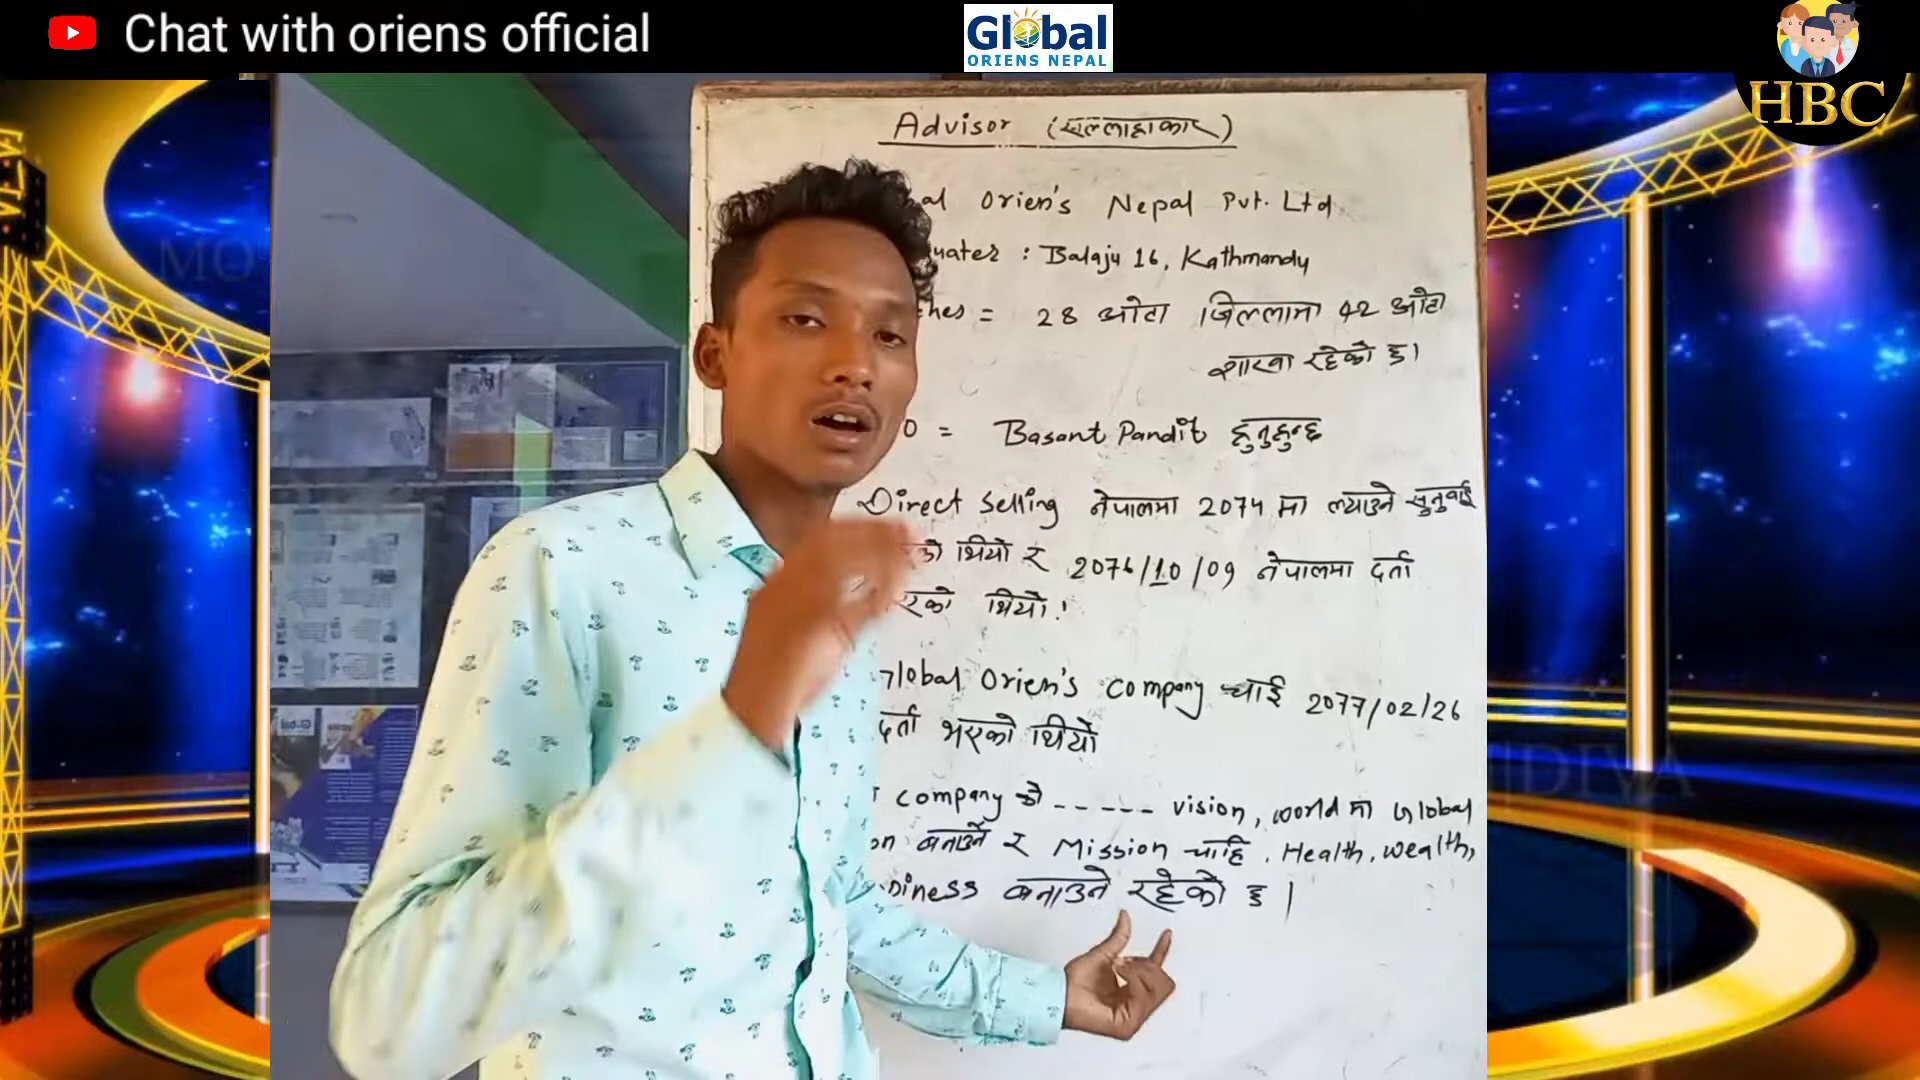 Chat with oriens official
Global
ORIENS NEPAL
HBC
Advisor (सल्लाहाकार)
Orien's Nepal Pvt. Ltd
: Balaju 16, Kathmandu
= 28 ओटा जिल्लामा 42 ओटा
शाखा रहेको छ।
= Basant Pandit हुनुहुन्छ
Direct Selling नेपालमा 2074 मा ल्याउने सुनुवाई
थियो र 2076/10/09 नेपालमा दर्ता
थियो।
Global Orien's Company चाई 2077/02/26
दर्ता भएको थियो
company को ----- vision, world मा Global
बनाउने र Mission चाहि, Health, wealth,
बनाउने रहेको छ।